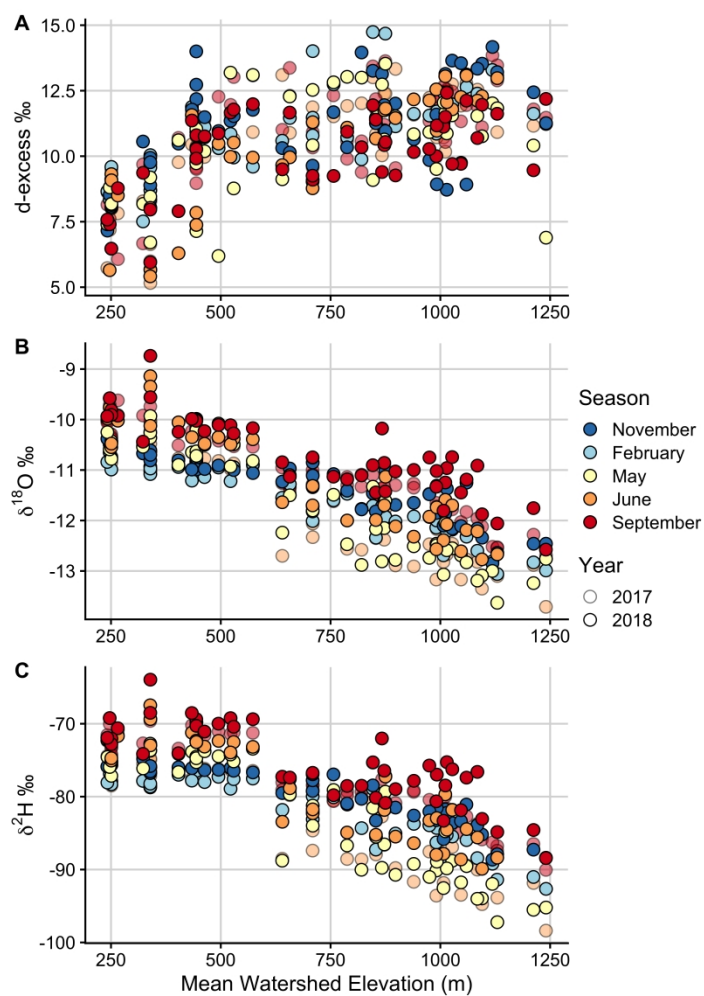 A
d-excess ‰
15.0
12.5
10.0
7.5
5.0
250 500 750 1000 1250
B
δ¹⁸O ‰
-9
-10
-11
-12
-13
250 500 750 1000 1250
C
δ²H ‰
-70
-80
-90
-100
250 500 750 1000 1250
Mean Watershed Elevation (m)
Season
November
February
May
June
September
Year
2017
2018